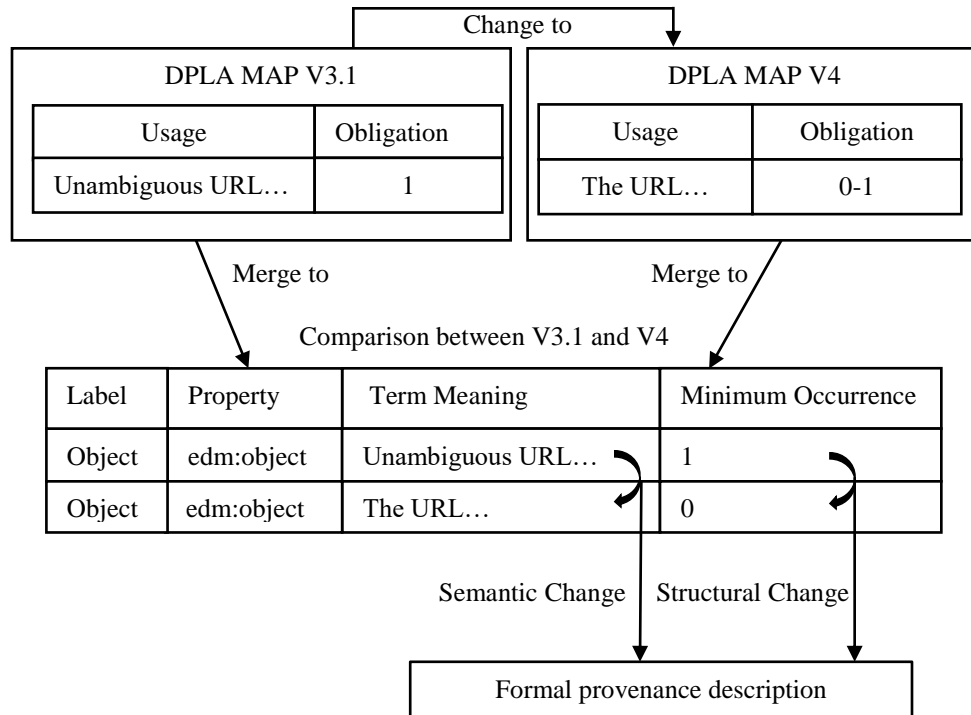 Change to
DPLA MAP V3.1
Usage Obligation
Unambiguous URL… 1
DPLA MAP V4
Usage Obligation
The URL… 0-1
Merge to
Merge to
Comparison between V3.1 and V4
Label Property Term Meaning Minimum Occurrence
Object edm:object Unambiguous URL… 1
Object edm:object The URL… 0
Semantic Change
Structural Change
Formal provenance description